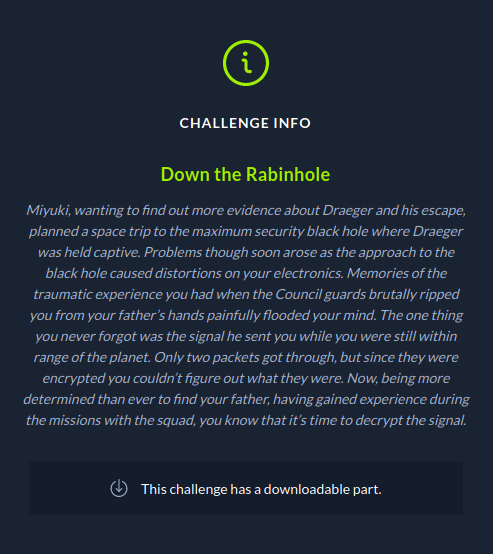 CHALLENGE INFO
Down the Rabinhole
Miyuki, wanting to find out more evidence about Draeger and his escape,
planned a space trip to the maximum security black hole where Draeger
was held captive. Problems though soon arose as the approach to the
black hole caused distortions on your electronics. Memories of the
traumatic experience you had when the Council guards brutally ripped
you from your father's hands painfully flooded your mind. The one thing
you never forgot was the signal he sent you while you were still within
range of the planet. Only two packets got through, but since they were
encrypted you couldn't figure out what they were. Now, being more
determined than ever to find your father, having gained experience during
the missions with the squad, you know that it's time to decrypt the signal.
This challenge has a downloadable part.